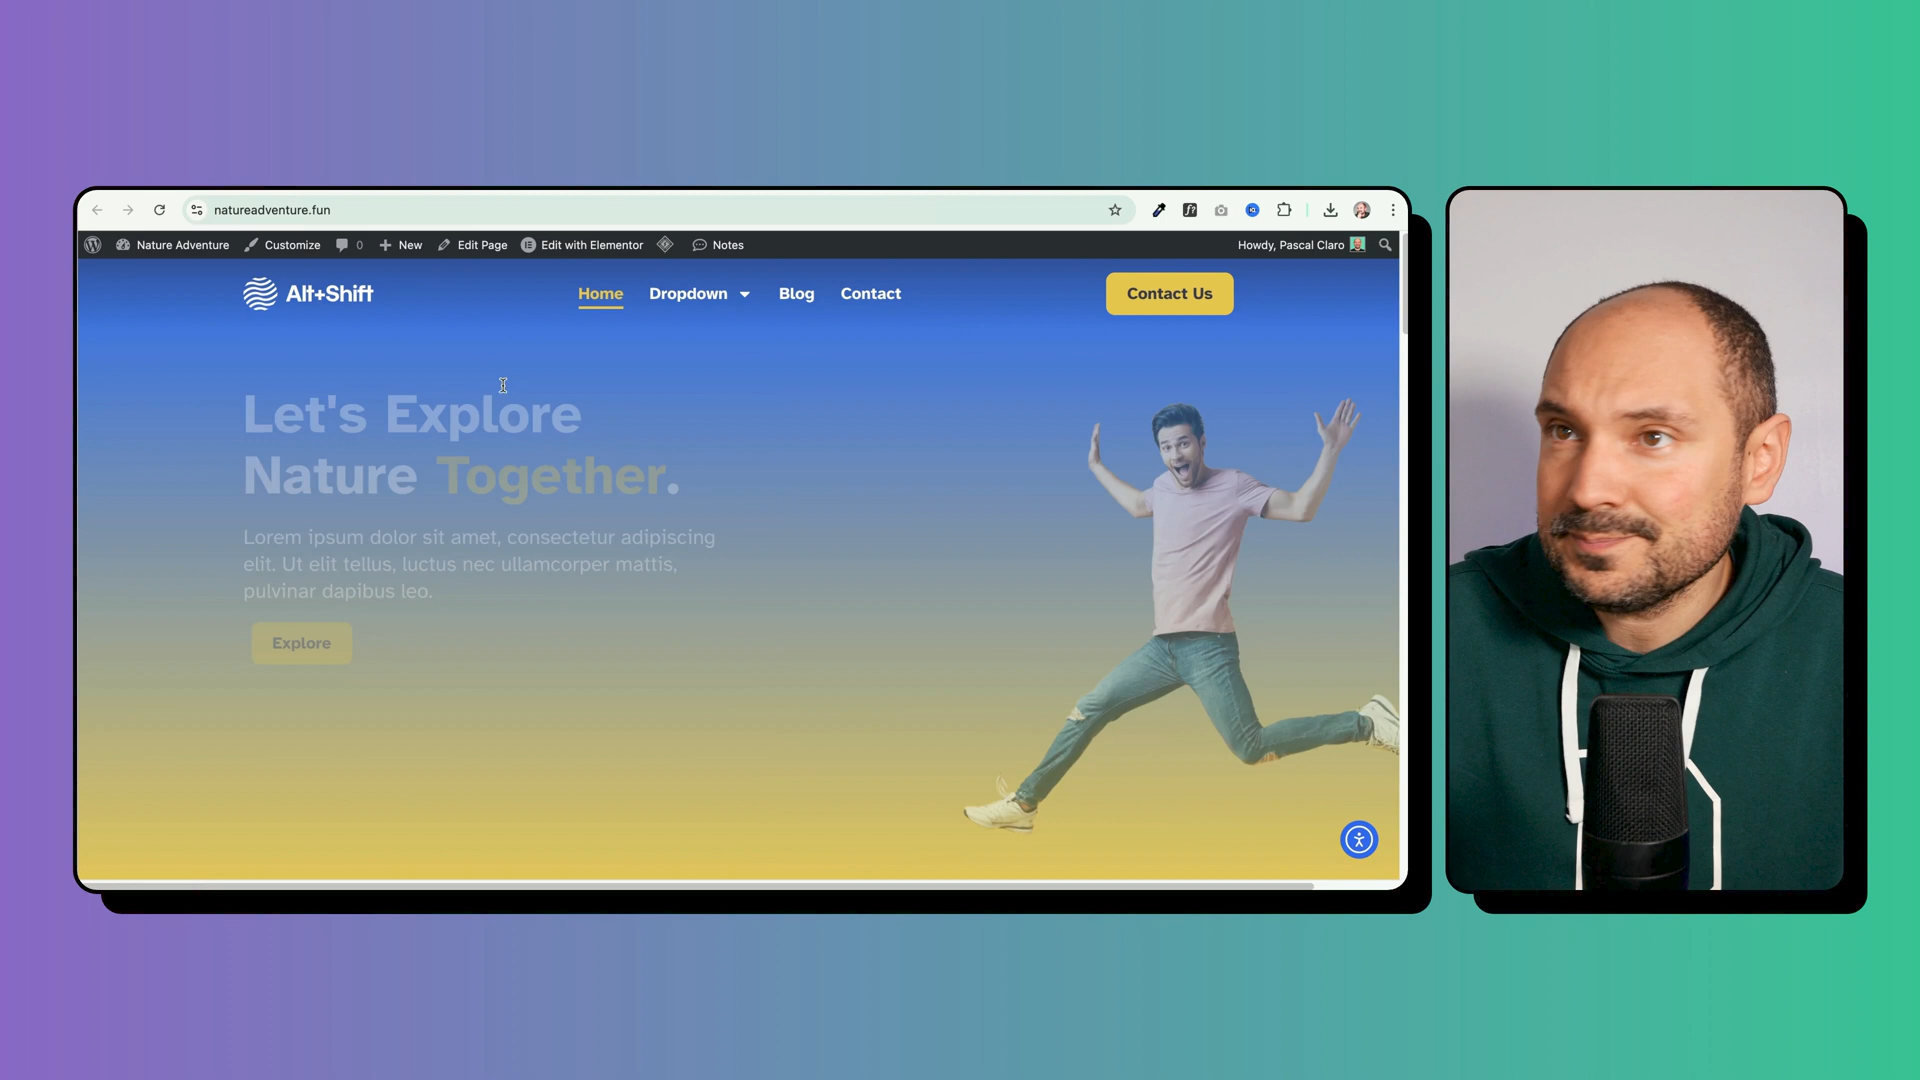 natureadventure.fun
Nature Adventure Customize 0 New Edit Page Edit with Elementor Notes Howdy, Pascal Claro
Alt+Shift Home Dropdown Blog Contact Contact Us
Let's Explore
Nature Together.
Lorem ipsum dolor sit amet, consectetur adipiscing
elit. Ut elit tellus, luctus nec ullamcorper mattis,
pulvinar dapibus leo.
Explore